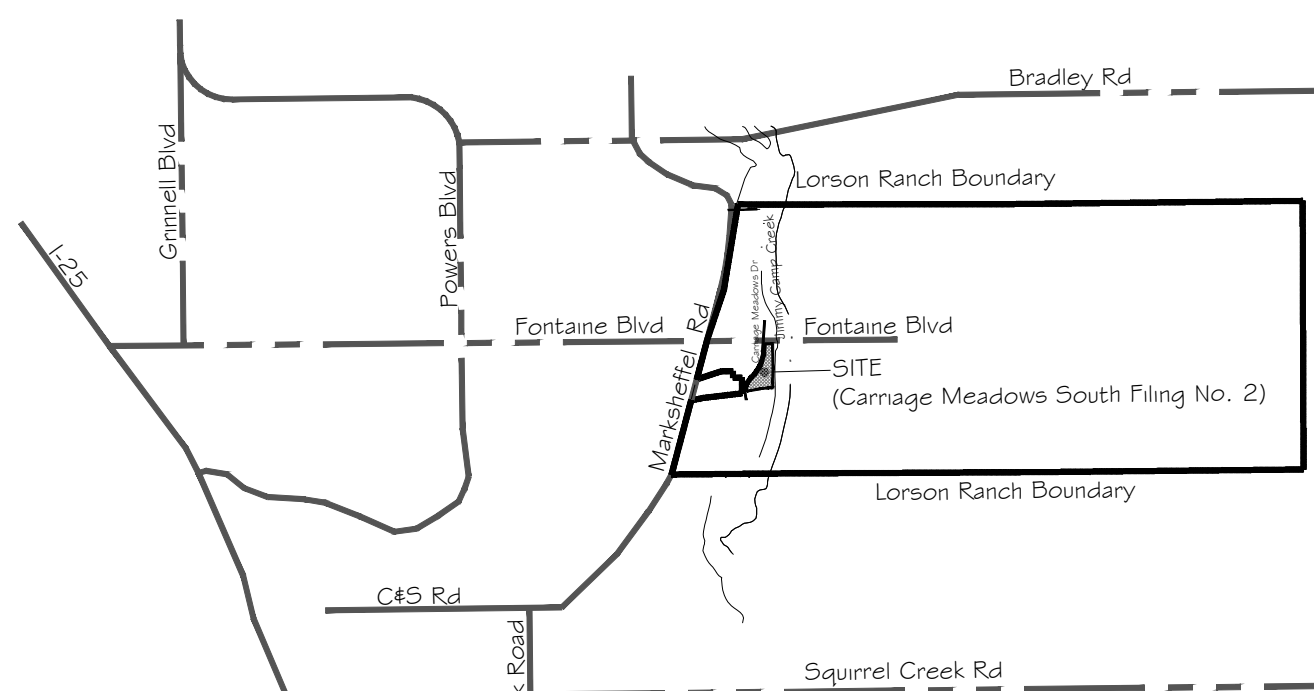 Bradley Rd
Grinnell Blvd
Powers Blvd
Lorson Ranch Boundary
I-25
Carriage Meadows Dr
Jimmy Camp Creek
Fontaine Blvd
Marksheffel Rd
Fontaine Blvd
SITE
(Carriage Meadows South Filing No. 2)
Lorson Ranch Boundary
C&S Rd
Road
Squirrel Creek Rd